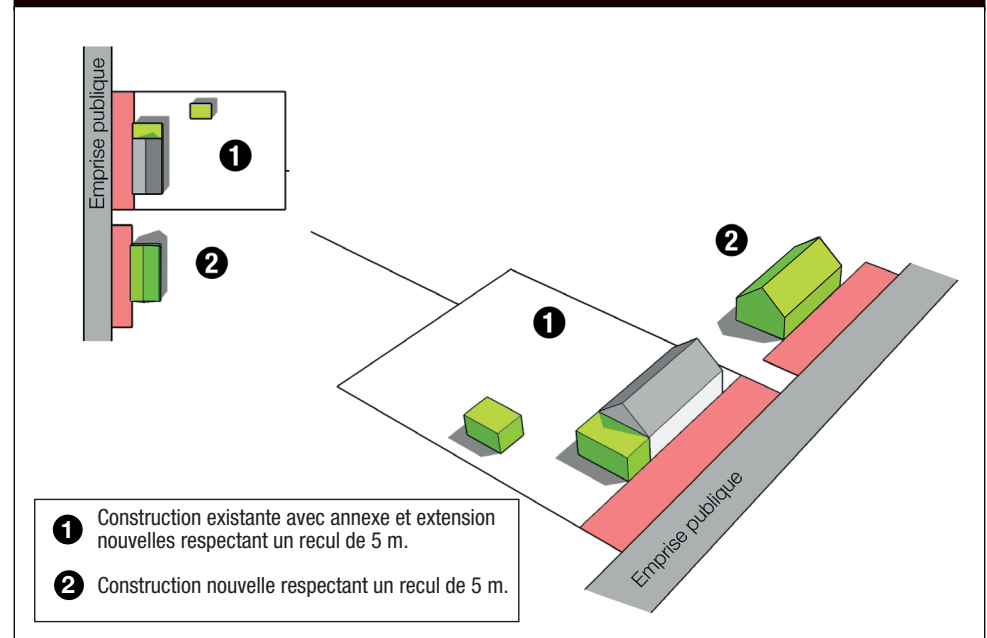 Emprise publique
1
2
2
1
Emprise publique
1 Construction existante avec annexe et extension
nouvelles respectant un recul de 5 m.
2 Construction nouvelle respectant un recul de 5 m.